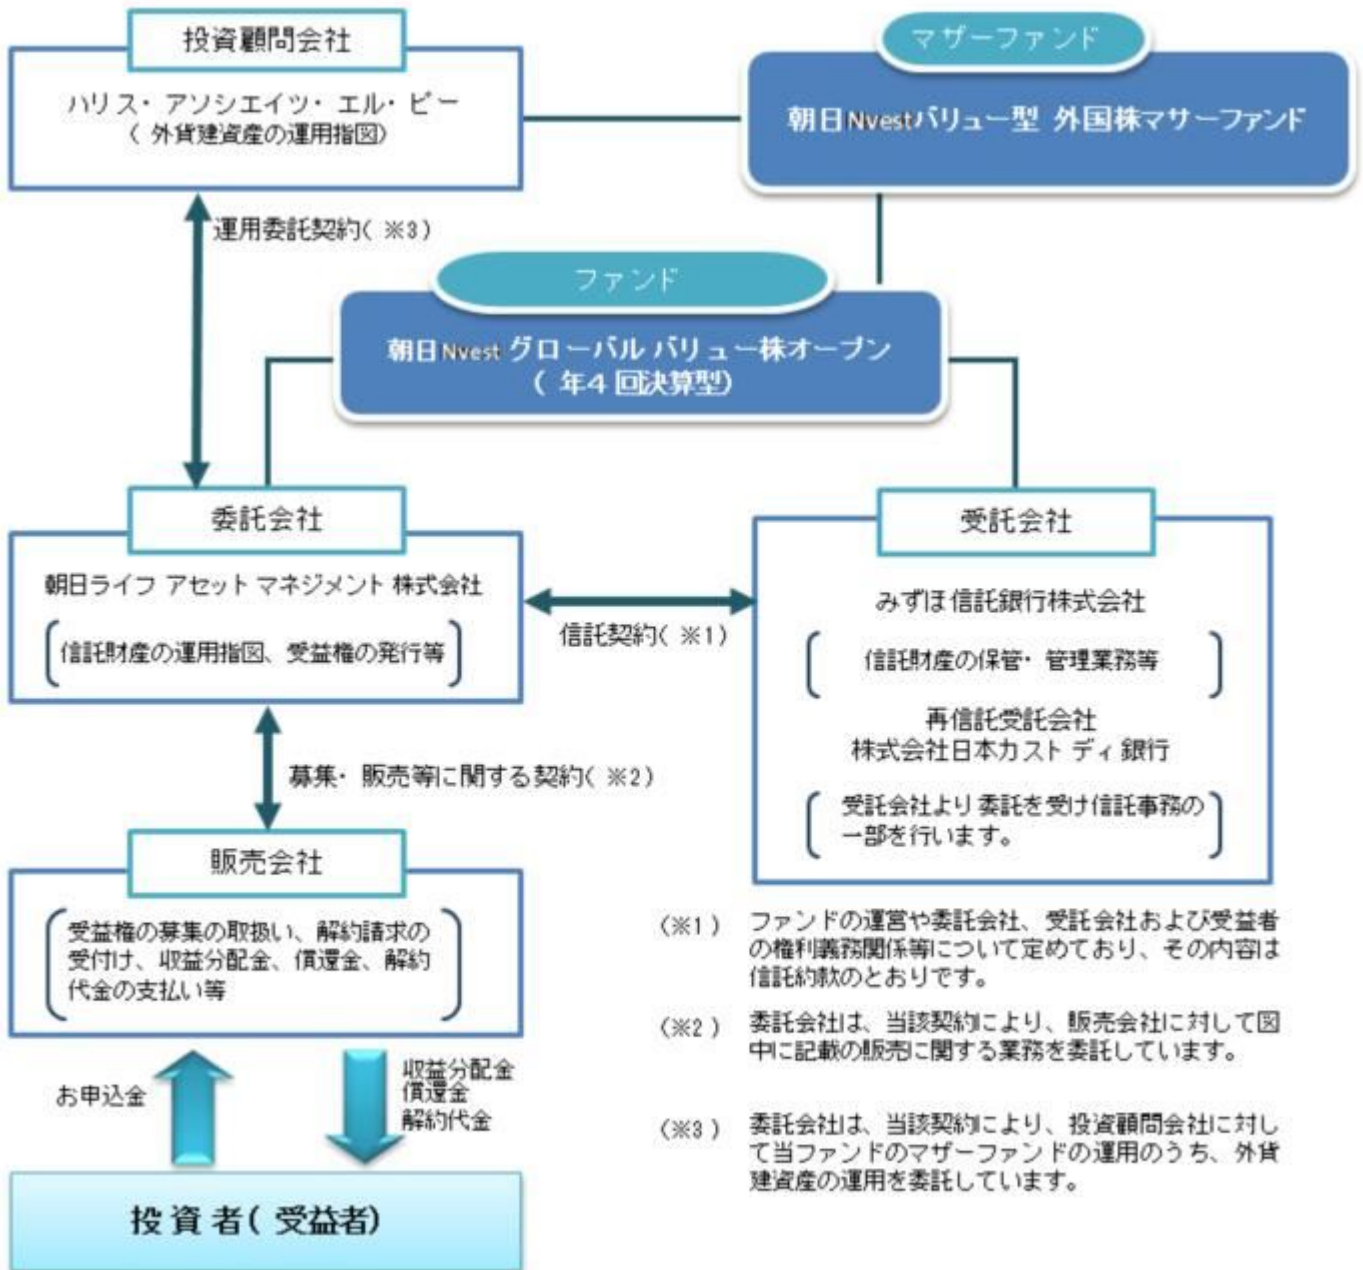 投資顧問会社
ハリス・アソシエイツ・エル・ピー
( 外貨建資産の運用指図)
マザーファンド
朝日Nvestバリュー型 外国株マサーファンド
運用委託契約( ※3)
ファンド
朝日Nvest グローバル バリュー株オープン
( 年4 回決算型)
委託会社
朝日ライフ アセット マネジメント 株式会社
信託財産の運用指図、受益権の発行等
信託契約( ※1)
受託会社
みずほ信託銀行株式会社
信託財産の保管・管理業務等
再信託受託会社
株式会社日本カストディ銀行
受託会社より委託を受け信託事務の
一部を行います。
募集・販売等に関する契約( ※2)
販売会社
受益権の募集の取扱い、解約請求の
受付け、収益分配金、償還金、解約
代金の支払い等
お申込金
収益分配金
償還金
解約代金
投資者( 受益者)
(※1) ファンドの運営や委託会社、受託会社および受益者
の権利義務関係等について定めており、その内容は
信託約款のとおりです。
(※2) 委託会社は、当該契約により、販売会社に対して図
中に記載の販売に関する業務を委託しています。
(※3) 委託会社は、当該契約により、投資顧問会社に対し
て当ファンドのマザーファンドの運用のうち、外貨
建資産の運用を委託しています。